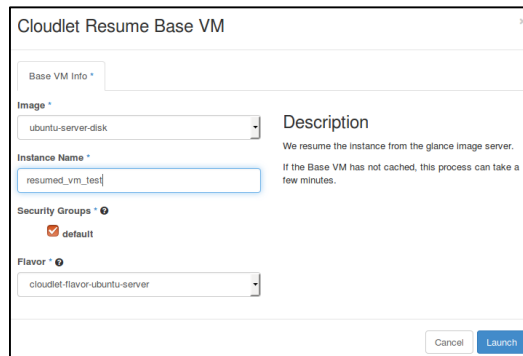 Cloudlet Resume Base VM
×
Base VM Info *
Image *
ubuntu-server-disk
Instance Name *
resumed_vm_test
Security Groups * ?
default
Flavor * ?
cloudlet-flavor-ubuntu-server
Description
We resume the instance from the glance image server.
If the Base VM has not cached, this process can take a
few minutes.
Cancel
Launch